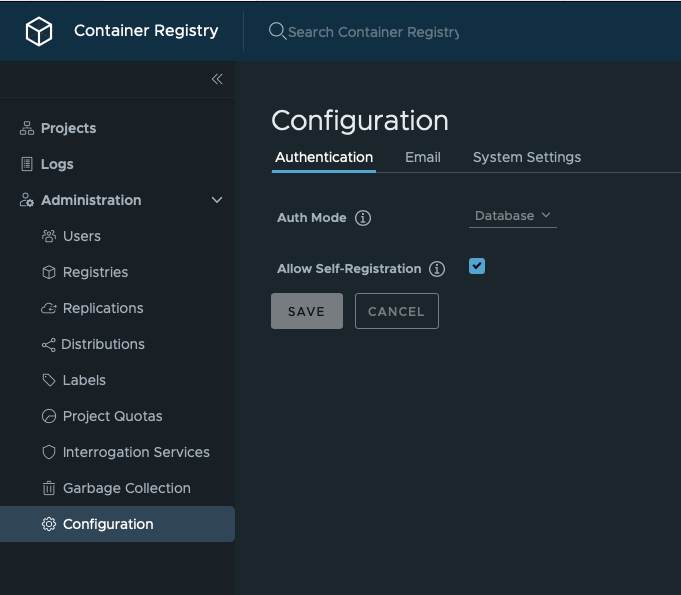 Container Registry
Search Container Registry
Projects
Logs
Administration
Users
Registries
Replications
Distributions
Labels
Project Quotas
Interrogation Services
Garbage Collection
Configuration
Configuration
Authentication Email System Settings
Auth Mode Database
Allow Self-Registration
SAVE CANCEL